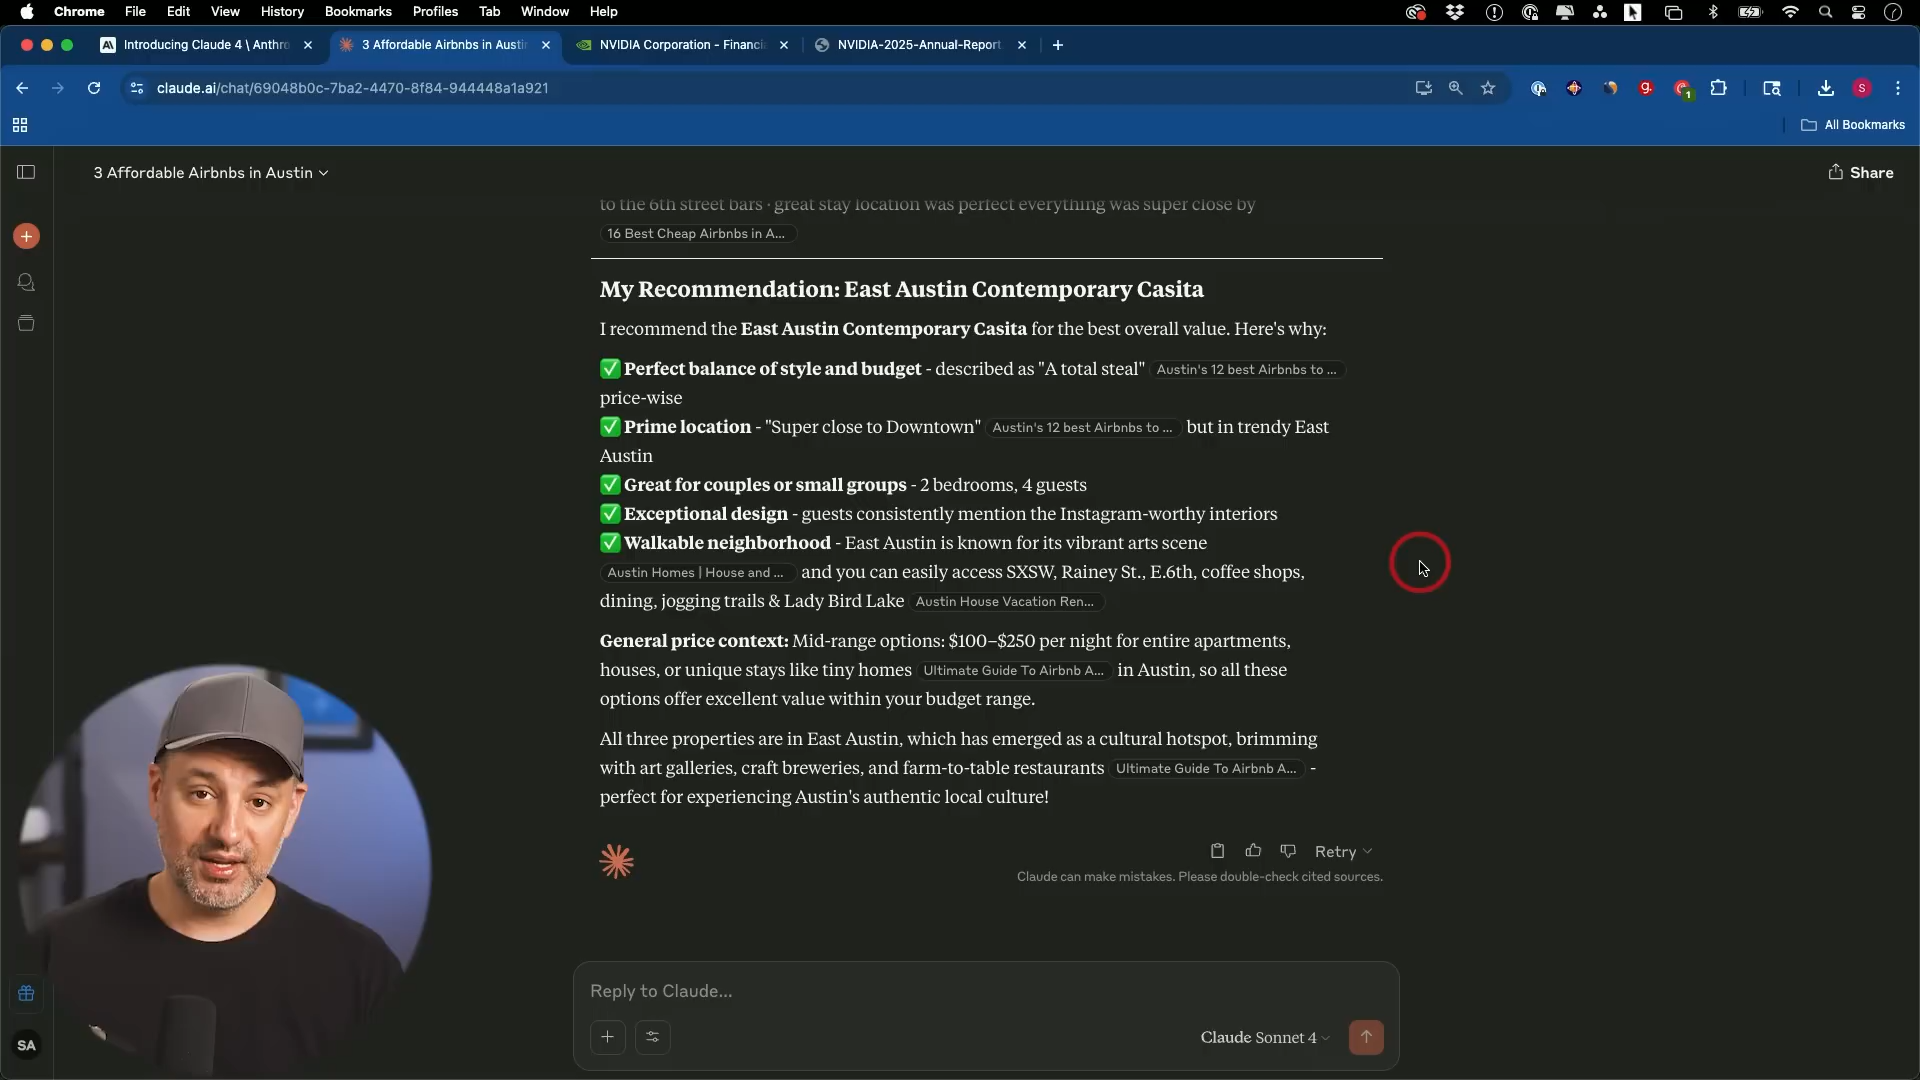 Chrome File Edit View History Bookmarks Profiles Tab Window Help
Introducing Claude 4 \ Anthro
3 Affordable Airbnbs in Austin
NVIDIA Corporation - Financi
NVIDIA-2025-Annual-Report
claude.ai/chat/69048b0c-7ba2-4470-8f84-944448a1a921
g.
1
S
All Bookmarks
3 Affordable Airbnbs in Austin
Share
to the 6th street bars · great stay location was perfect everything was super close by
16 Best Cheap Airbnbs in A...
My Recommendation: East Austin Contemporary Casita
I recommend the East Austin Contemporary Casita for the best overall value. Here's why:
✅ Perfect balance of style and budget - described as "A total steal" Austin's 12 best Airbnbs to ...
price-wise
✅ Prime location - "Super close to Downtown" Austin's 12 best Airbnbs to ... but in trendy East
Austin
✅ Great for couples or small groups - 2 bedrooms, 4 guests
✅ Exceptional design - guests consistently mention the Instagram-worthy interiors
✅ Walkable neighborhood - East Austin is known for its vibrant arts scene
Austin Homes | House and ... and you can easily access SXSW, Rainey St., E.6th, coffee shops,
dining, jogging trails & Lady Bird Lake Austin House Vacation Ren...
General price context: Mid-range options: $100–$250 per night for entire apartments,
houses, or unique stays like tiny homes Ultimate Guide To Airbnb A... in Austin, so all these
options offer excellent value within your budget range.
All three properties are in East Austin, which has emerged as a cultural hotspot, brimming
with art galleries, craft breweries, and farm-to-table restaurants Ultimate Guide To Airbnb A... -
perfect for experiencing Austin's authentic local culture!
Retry
Claude can make mistakes. Please double-check cited sources.
Reply to Claude...
Claude Sonnet 4
SA